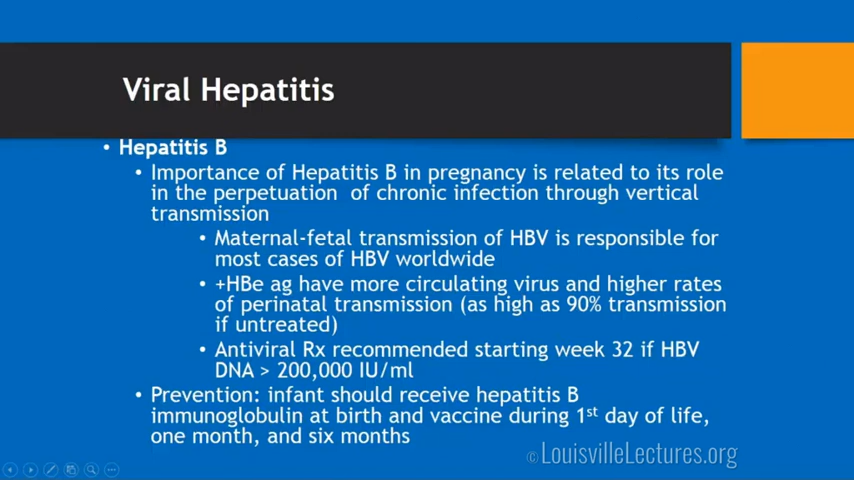 Viral Hepatitis
• Hepatitis B
• Importance of Hepatitis B in pregnancy is related to its role
in the perpetuation of chronic infection through vertical
transmission
• Maternal-fetal transmission of HBV is responsible for
most cases of HBV worldwide
• +HBe ag have more circulating virus and higher rates
of perinatal transmission (as high as 90% transmission
if untreated)
• Antiviral Rx recommended starting week 32 if HBV
DNA > 200,000 IU/ml
• Prevention: infant should receive hepatitis B
immunoglobulin at birth and vaccine during 1st day of life,
one month, and six months
© LouisvilleLectures.org